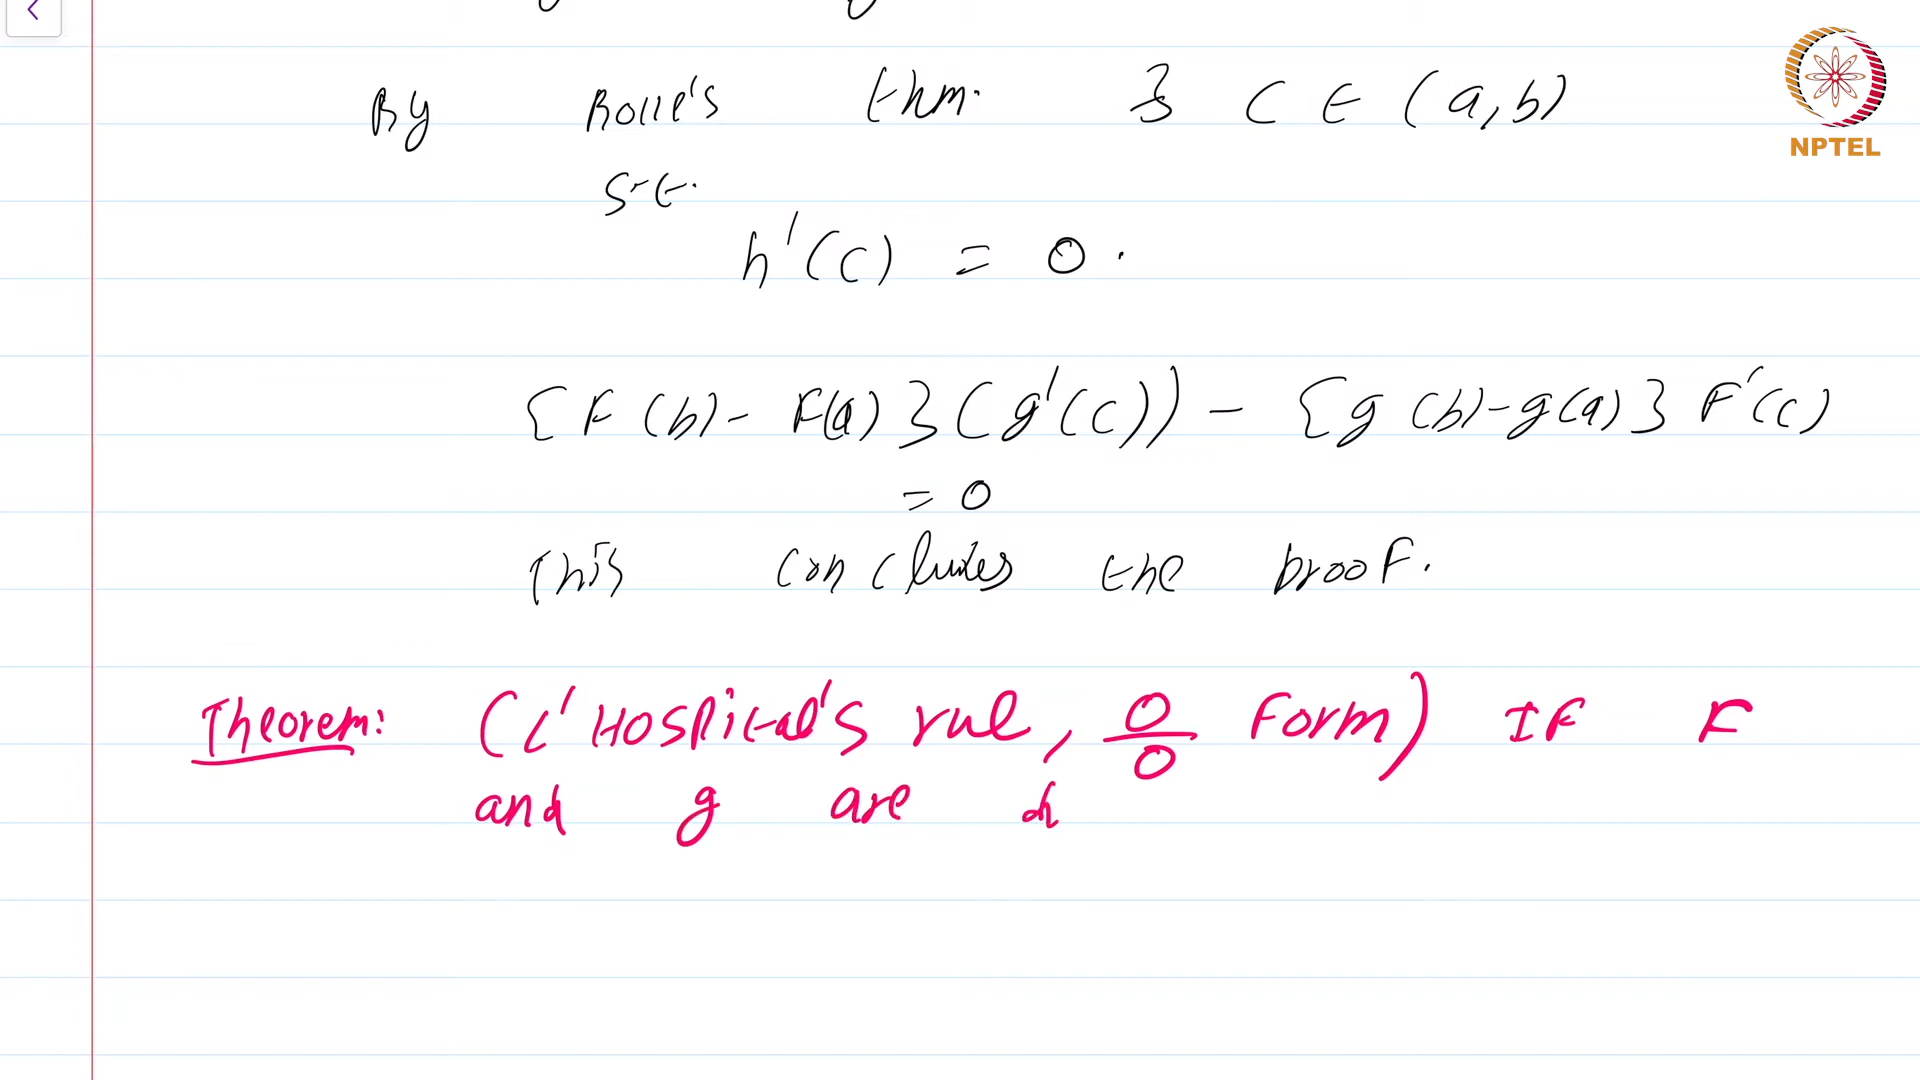 By Rolle's thm. ∃ c ∈ (a,b)
NPTEL
s.t.
h'(c) = 0.
{F(b)- F(a)}(g'(c)) - {g(b)-g(a)} F'(c)
= 0
This concludes the proof.
Theorem: (L'Hospital's rule, 0/0 form) If F
and g are d